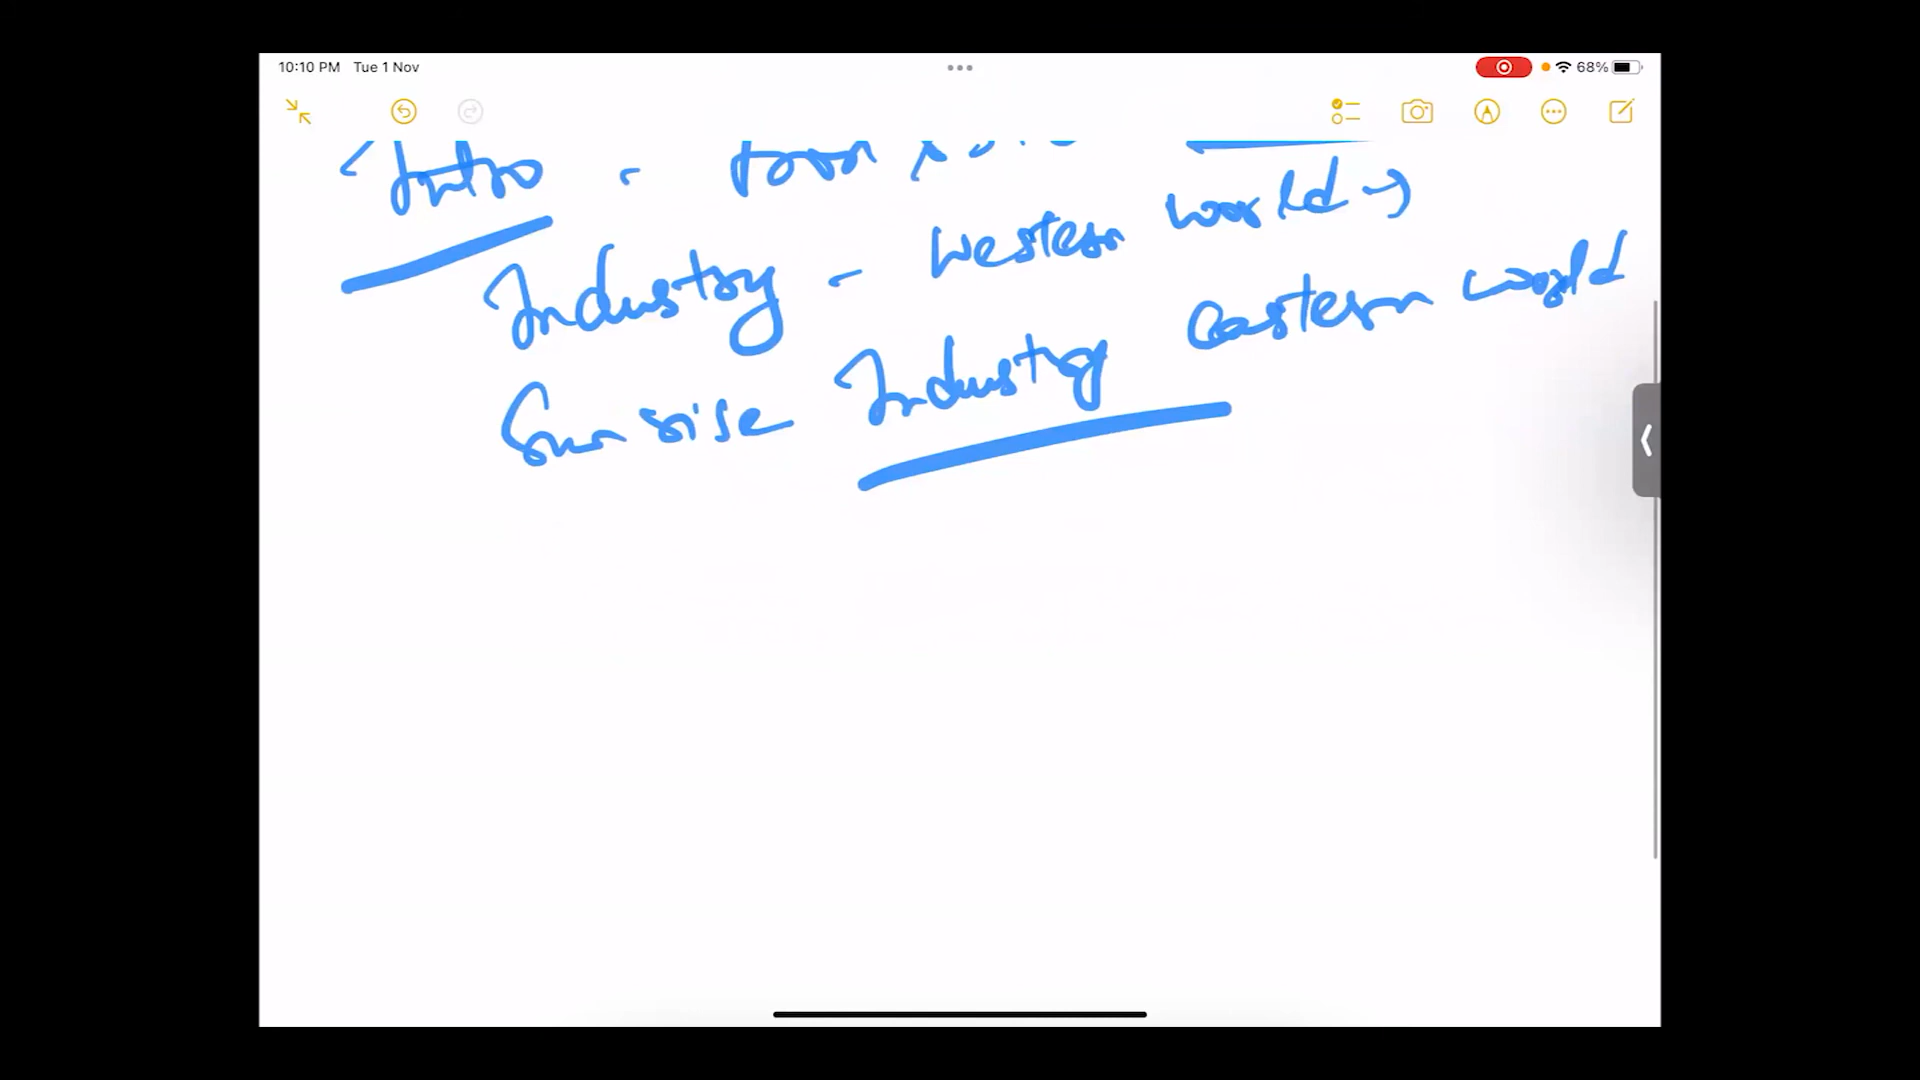 10:10 PM Tue 1 Nov 68%
Intro -
Industry - Western world →
eastern world
Sunrise Industry